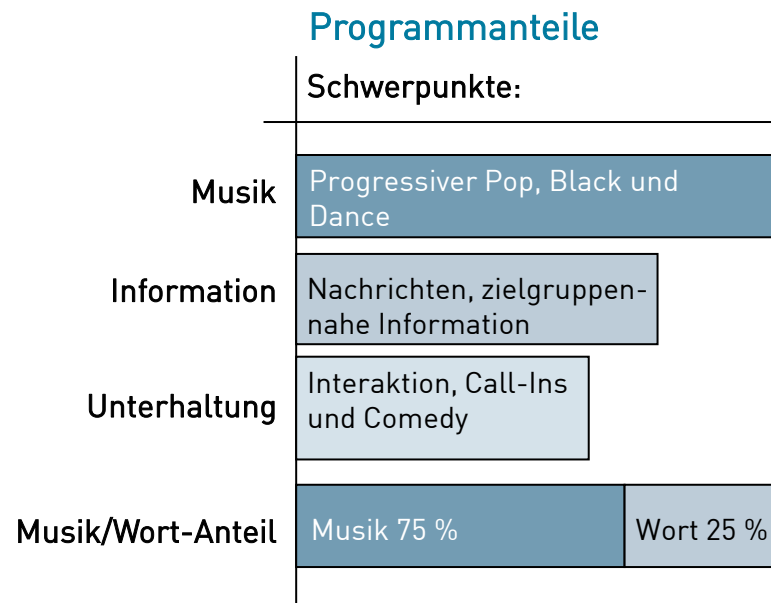 Programmanteile
Schwerpunkte:
Musik
Progressiver Pop, Black und
Dance
Information
Nachrichten, zielgruppen-
nahe Information
Unterhaltung
Interaktion, Call-Ins
und Comedy
Musik/Wort-Anteil
Musik 75 %
Wort 25 %